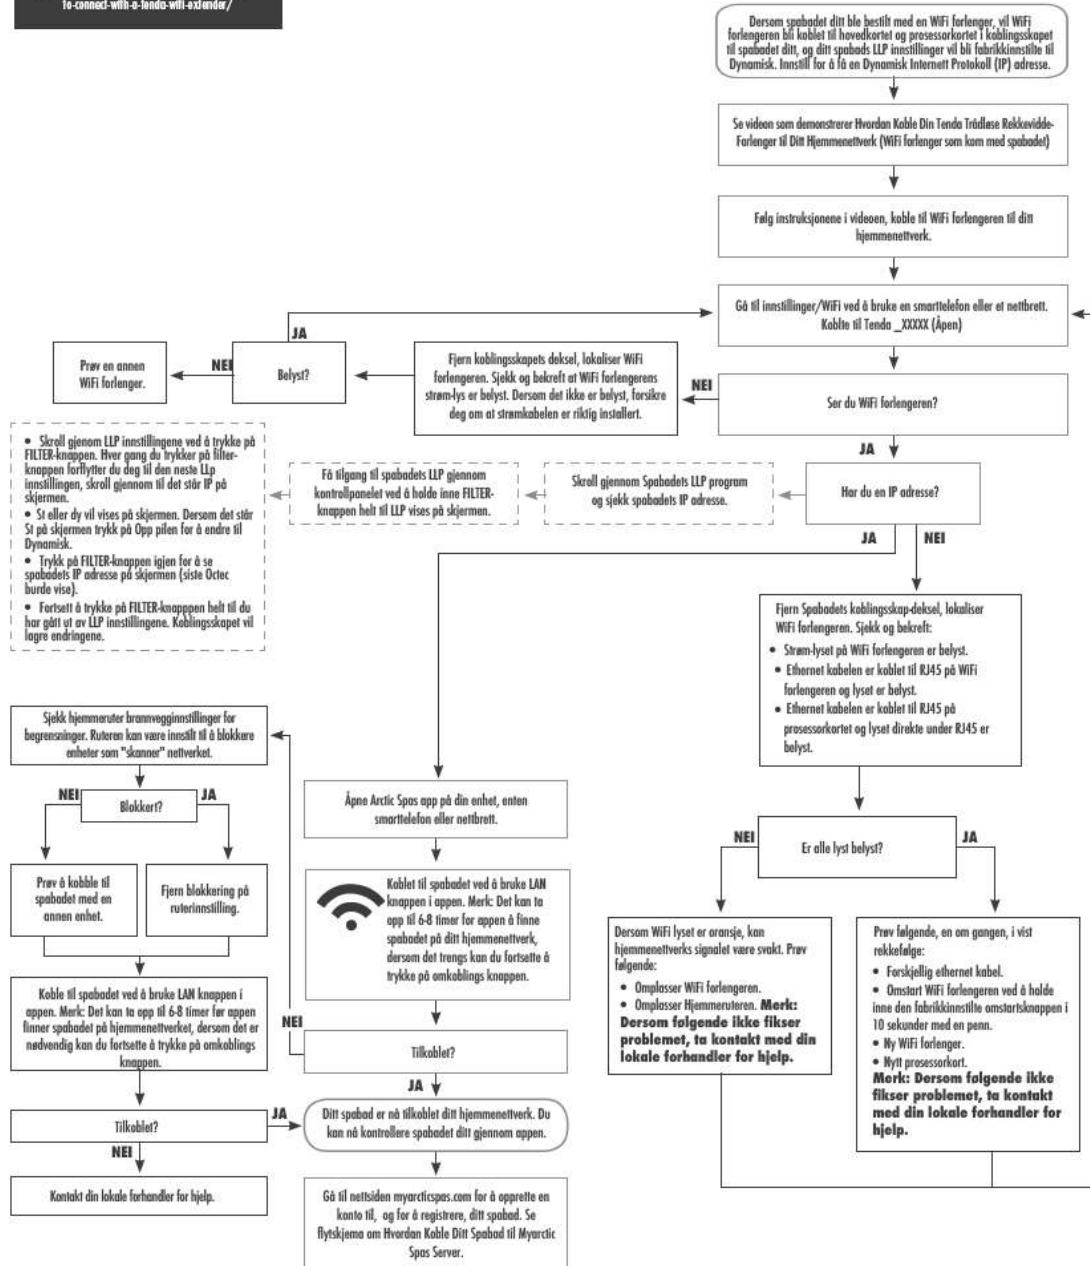 to-connect-with-a-tenda-wifi-extender/
Dersom spabadet ditt ble bestilt med en WiFi forlenger, vil WiFi
forlengeren bli koblet til hovedkortet og prosessorkortet i koblingsskapet
til spabadet ditt, og ditt spabads LLP innstillinger vil bli fabrikkinnstilte til
Dynamisk. Innstill for å få en Dynamisk Internett Protokoll (IP) adresse.
Se videon som demonstrerer Hvordan Koble Din Tenda Trådløse Rekkevidde-
Forlenger til Ditt Hjemmenettverk (WiFi forlenger som kom med spabadet)
Følg instruksjonene i videoen, koble til WiFi forlengeren til ditt
hjemmenettverk.
Gå til innstillinger/WiFi ved å bruke en smarttelefon eller et nettbrett.
Koblte til Tenda _XXXXX (Åpen)
JA
Prøv en annen
WiFi forlenger.
NEI
Belyst?
Fjern koblingsskapets deksel, lokaliser WiFi
forlengeren. Sjekk og bekreft at WiFi forlengerens
strøm-lys er belyst. Dersom det ikke er belyst, forsikre
deg om at strømkabelen er riktig installert.
NEI
Ser du WiFi forlengeren?
JA
• Skroll gjenom LLP innstillingene ved å trykke på
FILTER-knappen. Hver gang du trykker på filter-
knappen forflytter du deg til den neste LLp
innstillingen, skroll gjennom til det står IP på
skjermen.
• St eller dy vil vises på skjermen. Dersom det står
St på skjermen trykk på Opp pilen for å endre til
Dynamisk.
• Trykk på FILTER-knappen igjen for å se
spabadets IP adresse på skjermen (siste Octec
burde vise).
• Fortsett å trykke på FILTER-knapppen helt til du
har gått ut av LLP innstillingene. Koblingsskapet vil
lagre endringene.
Få tilgang til spabadets LLP gjennom
kontrollpanelet ved å holde inne FILTER-
knappen helt til LLP vises på skjermen.
Skroll gjennom Spabadets LLP program
og sjekk spabadets IP adresse.
Har du en IP adresse?
JA
NEI
Fjern Spabadets koblingsskap-deksel, lokaliser
WiFi forlengeren. Sjekk og bekreft:
• Strøm-lyset på WiFi forlengeren er belyst.
• Ethernet kabelen er koblet til RJ45 på WiFi
forlengeren og lyset er belyst.
• Ethernet kabelen er koblet til RJ45 på
prosessorkortet og lyset direkte under RJ45 er
belyst.
Sjekk hjemmeruter brannvegginnstillinger for
begrensninger. Ruteren kan være innstilt til å blokkere
enheter som "skanner" nettverket.
NEI
Blokkert?
JA
Prøv å kobble til
spabadet med en
annen enhet.
Fjern blokkering på
ruterinnstilling.
Koble til spabadet ved å bruke LAN knappen i
appen. Merk: Det kan ta opp til 6-8 timer før appen
finner spabadet på hjemmenettverket, dersom det er
nødvendig kan du fortsette å trykke på omkoblings
knappen.
Tilkoblet?
JA
NEI
Kontakt din lokale forhandler for hjelp.
Åpne Arctic Spas app på din enhet, enten
smarttelefon eller nettbrett.
Koblet til spabadet ved å bruke LAN
knappen i appen. Merk: Det kan ta
opp til 6-8 timer for appen å finne
spabadet på ditt hjemmenettverk,
dersom det trengs kan du fortsette å
trykke på omkoblings knappen.
NEI
Tilkoblet?
JA
Ditt spabad er nå tilkoblet ditt hjemmenettverk. Du
kan nå kontrollere spabadet ditt gjennom appen.
Gå til nettsiden myarcticspas.com for å opprette en
konto til, og for å registrere, ditt spabad. Se
flytskjema om Hvordan Koble Ditt Spabad til Myarctic
Spas Server.
NEI
Er alle lyst belyst?
JA
Dersom WiFi lyset er oransje, kan
hjemmenettverks signalet være svakt. Prøv
følgende:
• Omplasser WiFi forlengeren.
• Omplasser Hjemmeruteren. Merk:
Dersom følgende ikke fikser
problemet, ta kontakt med din
lokale forhandler for hjelp.
Prøv følgende, en om gangen, i vist
rekkefølge:
• Forskjellig ethernet kabel.
• Omstart WiFi forlengeren ved å holde
inne den fabrikkinnstilte omstartsknappen i
10 sekunder med en penn.
• Ny WiFi forlenger.
• Nytt prosessorkort.
Merk: Dersom følgende ikke
fikser problemet, ta kontakt
med din lokale forhandler for
hjelp.